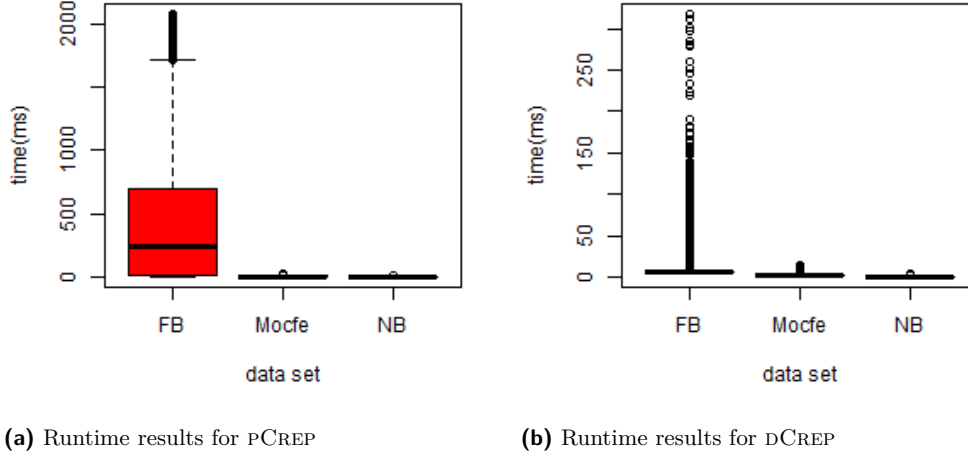 2000
1000
500
0
time(ms)
FB Mocfe NB
data set
250
150
50
0
time(ms)
FB Mocfe NB
data set
(a) Runtime results for PCREP
(b) Runtime results for DCREP